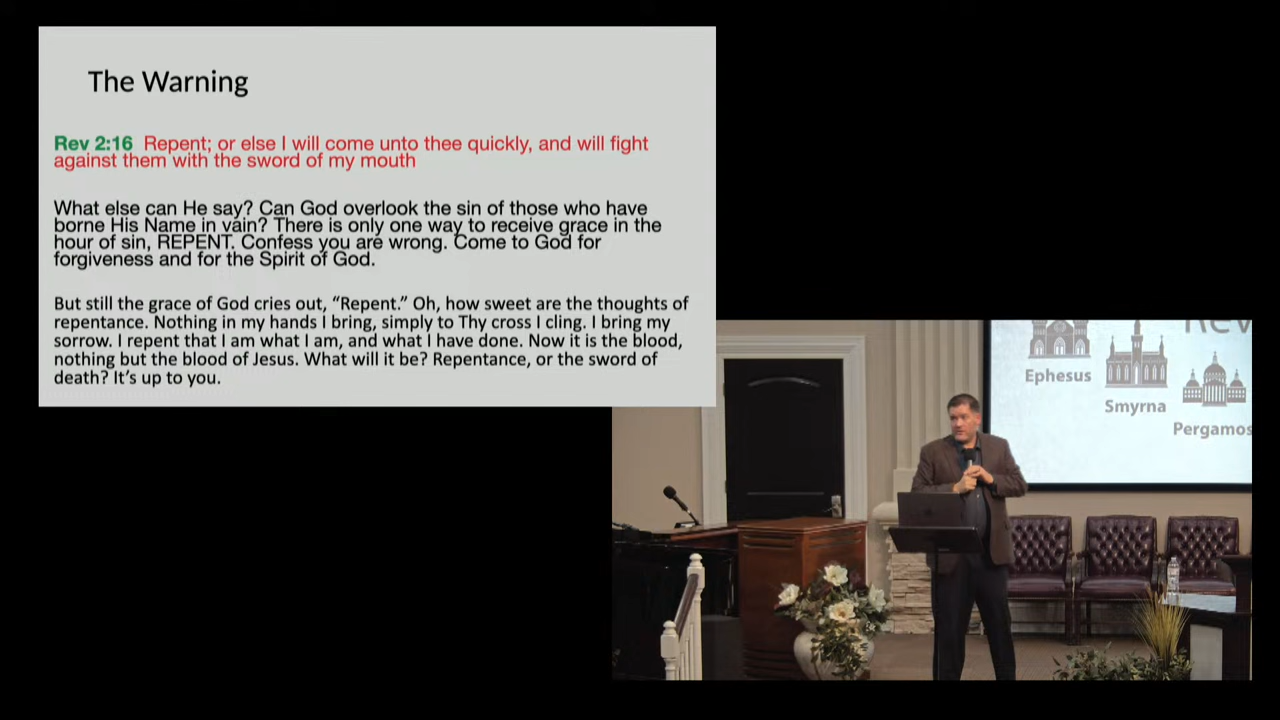 The Warning
Rev 2:16 Repent; or else I will come unto thee quickly, and will fight
against them with the sword of my mouth
What else can He say? Can God overlook the sin of those who have
borne His Name in vain? There is only one way to receive grace in the
hour of sin, REPENT. Confess you are wrong. Come to God for
forgiveness and for the Spirit of God.
But still the grace of God cries out, “Repent.” Oh, how sweet are the thoughts of
repentance. Nothing in my hands I bring, simply to Thy cross I cling. I bring my
sorrow. I repent that I am what I am, and what I have done. Now it is the blood,
nothing but the blood of Jesus. What will it be? Repentance, or the sword of
death? It’s up to you.
Rev
Ephesus
Smyrna
Pergamos